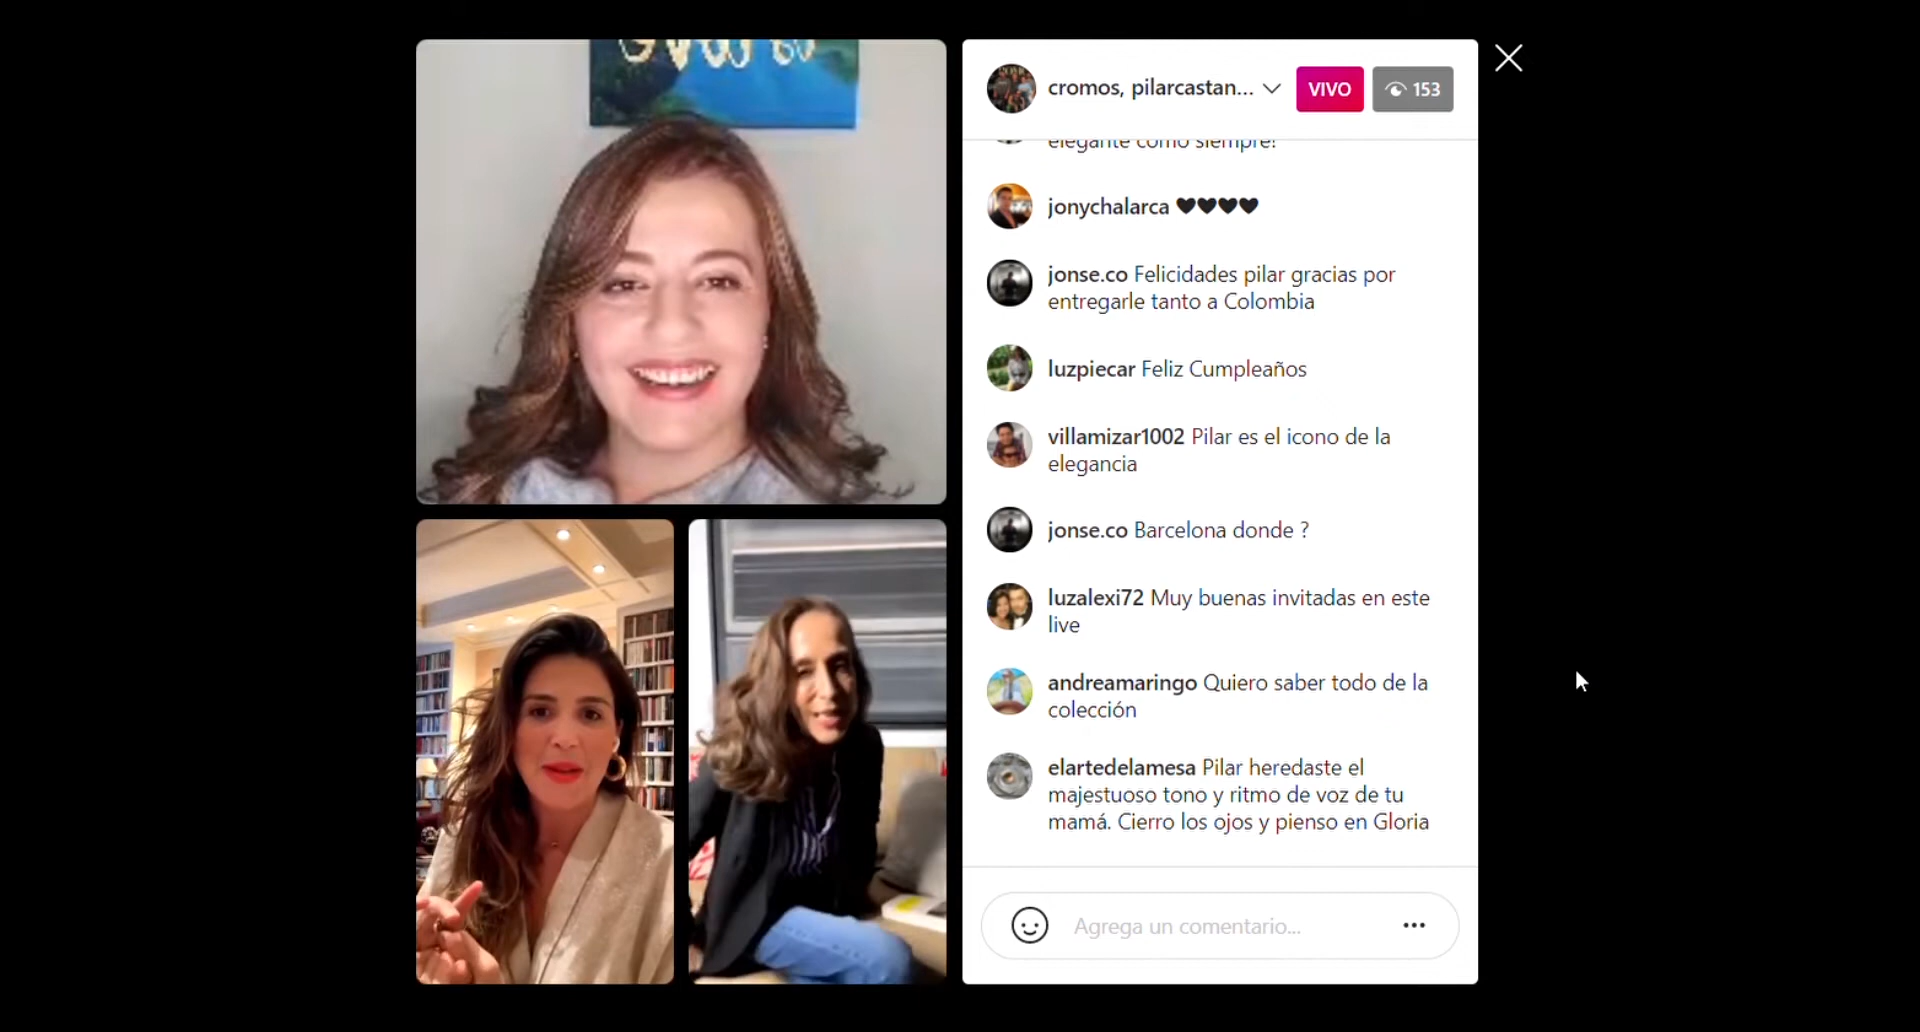 cromos, pilarcastan...
VIVO
153
elegante como siempre!
jonychalarca ♥♥♥♥
jonse.co Felicidades pilar gracias por
entregarle tanto a Colombia
luzpiecar Feliz Cumpleaños
villamizar1002 Pilar es el icono de la
elegancia
jonse.co Barcelona donde ?
luzalexi72 Muy buenas invitadas en este
live
andreamaringo Quiero saber todo de la
colección
elartedelamesa Pilar heredaste el
majestuoso tono y ritmo de voz de tu
mamá. Cierro los ojos y pienso en Gloria
Agrega un comentario...